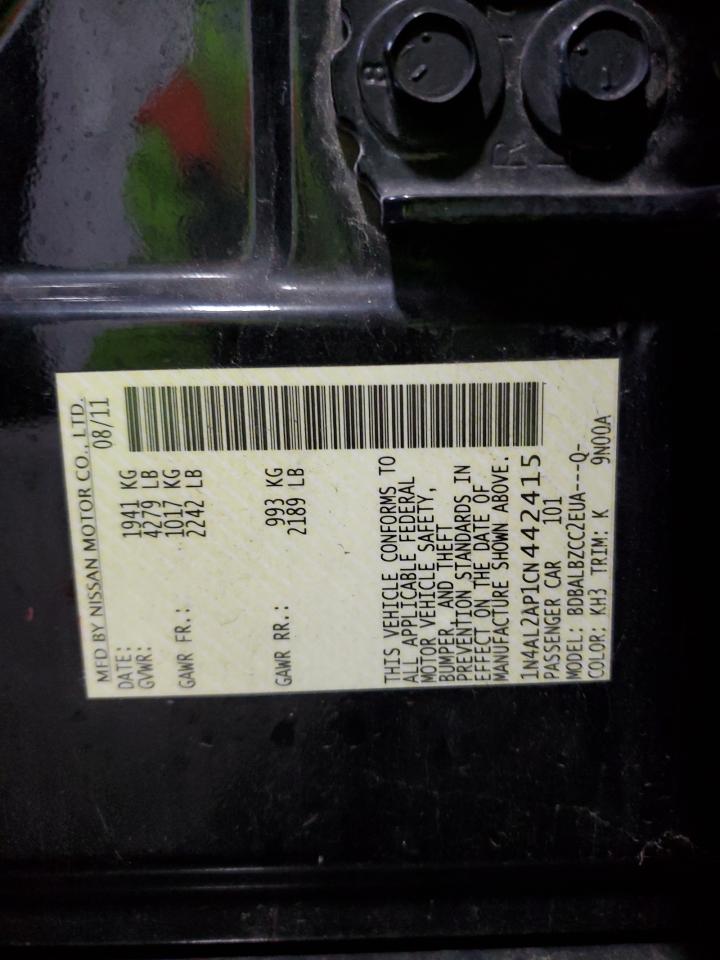 MFD BY NISSAN MOTOR CO., LTD.
DATE: 08/11
GVWR: 1941 KG
4279 LB
GAWR FR.: 1017 KG
2242 LB
GAWR RR.: 993 KG
2189 LB
THIS VEHICLE CONFORMS TO
ALL APPLICABLE FEDERAL
MOTOR VEHICLE SAFETY,
BUMPER, AND THEFT
PREVENTION STANDARDS IN
EFFECT ON THE DATE OF
MANUFACTURE SHOWN ABOVE.
1N4AL2AP1CN442415
PASSENGER CAR 101
MODEL: BDBALBZCC2EUA---Q-
COLOR: KH3 TRIM: K 9N00A
8
R